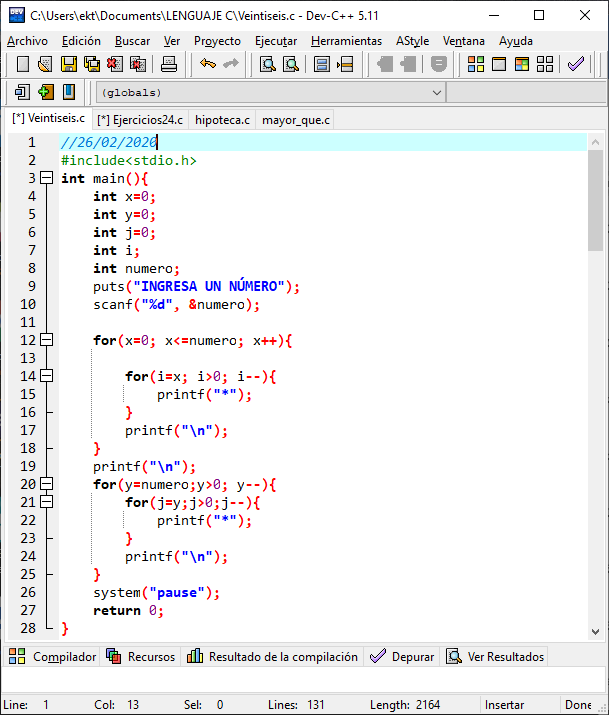 C:\Users\ekt\Documents\LENGUAJE C\Veintiseis.c - Dev-C++ 5.11
Archivo Edición Buscar Ver Proyecto Ejecutar Herramientas AStyle Ventana Ayuda
(globals)
[*] Veintiseis.c [*] Ejercicios24.c hipoteca.c mayor_que.c
1 //26/02/2020
2 #include<stdio.h>
3 int main(){
4 int x=0;
5 int y=0;
6 int j=0;
7 int i;
8 int numero;
9 puts("INGRESA UN NÚMERO");
10 scanf("%d", &numero);
11
12 for(x=0; x<=numero; x++){
13
14 for(i=x; i>0; i--){
15 printf("*");
16 }
17 printf("\n");
18 }
19 printf("\n");
20 for(y=numero;y>0; y--){
21 for(j=y;j>0;j--){
22 printf("*");
23 }
24 printf("\n");
25 }
26 system("pause");
27 return 0;
28 }
Compilador Recursos Resultado de la compilación Depurar Ver Resultados
Line: 1 Col: 13 Sel: 0 Lines: 131 Length: 2164 Insertar Done